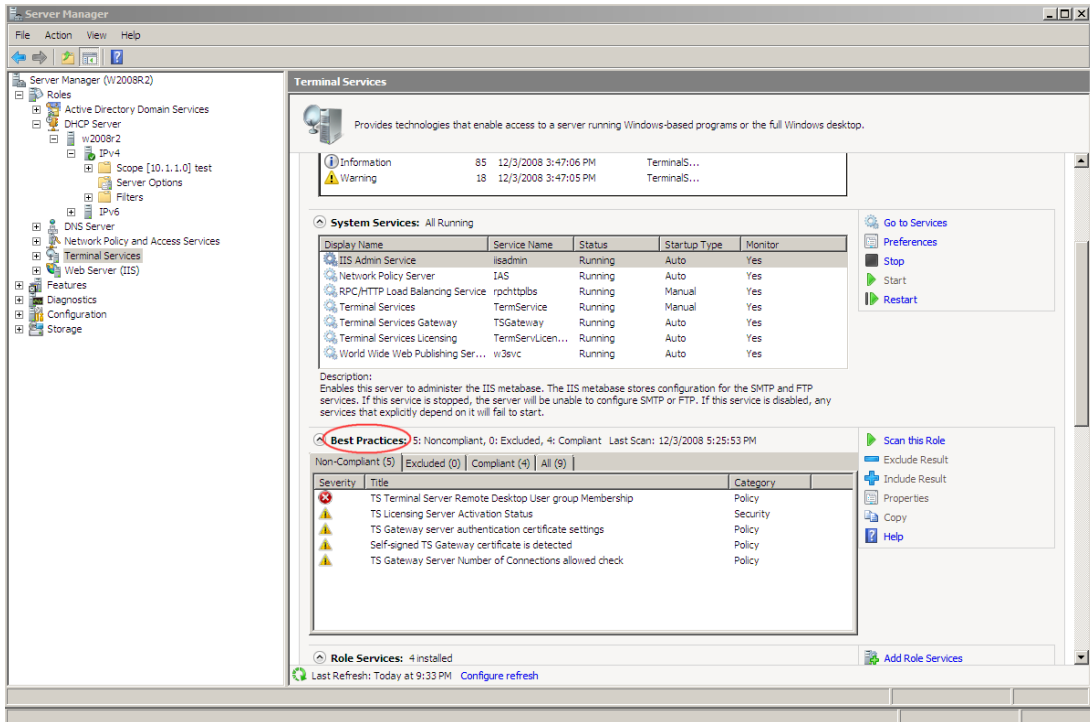 Server Manager
File Action View Help
Server Manager (W2008R2)
Roles
Active Directory Domain Services
DHCP Server
w2008r2
IPv4
Scope [10.1.1.0] test
Server Options
Filters
IPv6
DNS Server
Network Policy and Access Services
Terminal Services
Web Server (IIS)
Features
Diagnostics
Configuration
Storage
Terminal Services
Provides technologies that enable access to a server running Windows-based programs or the full Windows desktop.
Information 85 12/3/2008 3:47:06 PM TerminalS...
Warning 18 12/3/2008 3:47:05 PM TerminalS...
System Services: All Running
Display Name Service Name Status Startup Type Monitor
IIS Admin Service iisadmin Running Auto Yes
Network Policy Server IAS Running Auto Yes
RPC/HTTP Load Balancing Service rpchttplbs Running Manual Yes
Terminal Services TermService Running Manual Yes
Terminal Services Gateway TSGateway Running Auto Yes
Terminal Services Licensing TermServLicen... Running Auto Yes
World Wide Web Publishing Ser... w3svc Running Auto Yes
Description:
Enables this server to administer the IIS metabase. The IIS metabase stores configuration for the SMTP and FTP
services. If this service is stopped, the server will be unable to configure SMTP or FTP. If this service is disabled, any
services that explicitly depend on it will fail to start.
Go to Services
Preferences
Stop
Start
Restart
Best Practices: 5: Noncompliant, 0: Excluded, 4: Compliant Last Scan: 12/3/2008 5:25:53 PM
Non-Compliant (5) Excluded (0) Compliant (4) All (9)
Severity Title Category
TS Terminal Server Remote Desktop User group Membership Policy
TS Licensing Server Activation Status Security
TS Gateway server authentication certificate settings Policy
Self-signed TS Gateway certificate is detected Policy
TS Gateway Server Number of Connections allowed check Policy
Scan this Role
Exclude Result
Include Result
Properties
Copy
Help
Role Services: 4 installed
Add Role Services
Last Refresh: Today at 9:33 PM Configure refresh